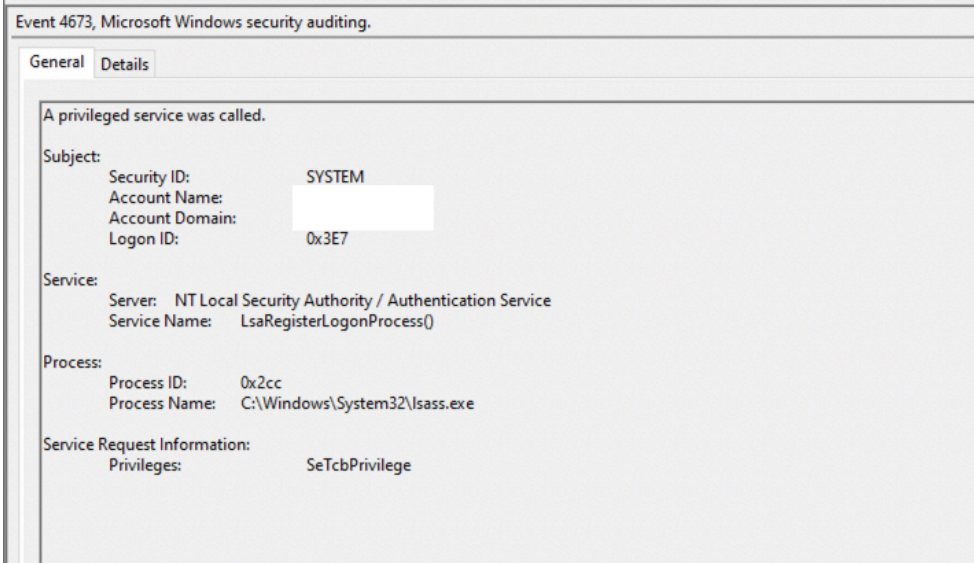 Event 4673, Microsoft Windows security auditing.
General Details
A privileged service was called.
Subject:
Security ID: SYSTEM
Account Name:
Account Domain:
Logon ID: 0x3E7
Service:
Server: NT Local Security Authority / Authentication Service
Service Name: LsaRegisterLogonProcess()
Process:
Process ID: 0x2cc
Process Name: C:\Windows\System32\lsass.exe
Service Request Information:
Privileges: SeTcbPrivilege